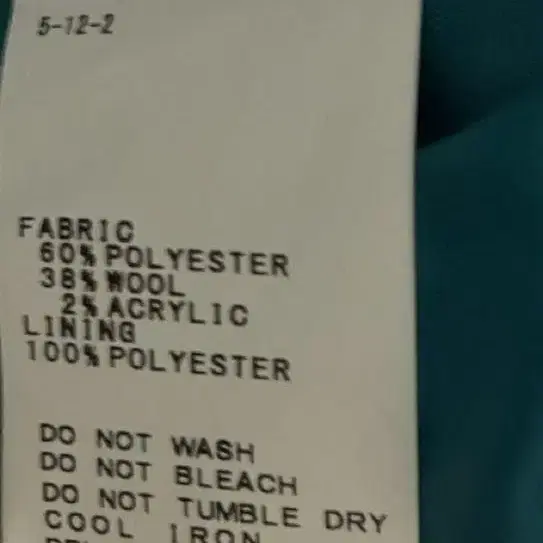 5-12-2
FABRIC
60% POLYESTER
38% WOOL
2% ACRYLIC
LINING
100% POLYESTER
DO NOT WASH
DO NOT BLEACH
DO NOT TUMBLE DRY
COOL IRON